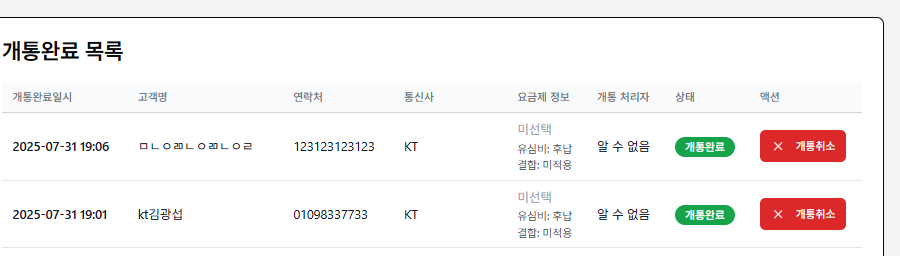 개통완료 목록
개통완료일시 고객명 연락처 통신사 요금제 정보 개통 처리자 상태 액션
2025-07-31 19:06 ㅁㄴㅇㄻㄴㅇㄻㄴㅇㄹ 123123123123 KT 미선택 알 수 없음 개통완료 × 개통취소
유심비: 후납
결합: 미적용
2025-07-31 19:01 kt김광섭 01098337733 KT 미선택 알 수 없음 개통완료 × 개통취소
유심비: 후납
결합: 미적용